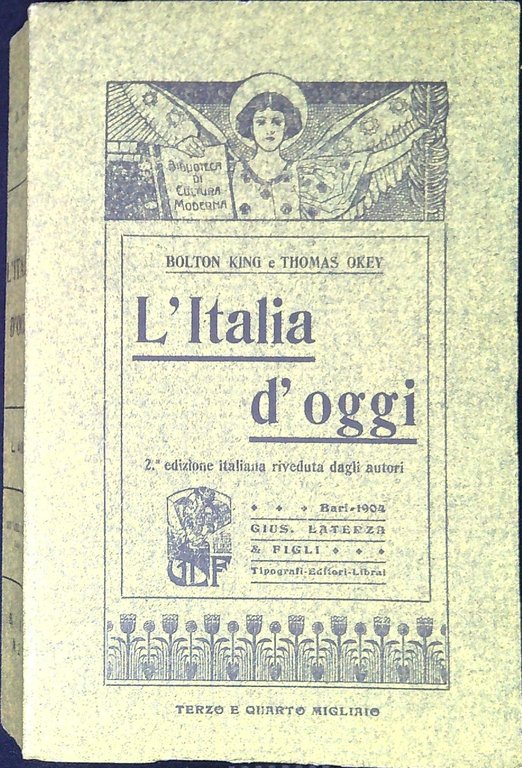 BIBLIOTECA
DI
CULTURA
MODERNA
BOLTON KING e THOMAS OKEY
L'Italia
d'oggi
2.ª edizione italiana riveduta dagli autori
Bari-1904
GIUS. LATERZA
& FIGLI
Tipografi-Editori-Librai
GLF
TERZO E QUARTO MIGLIAIO